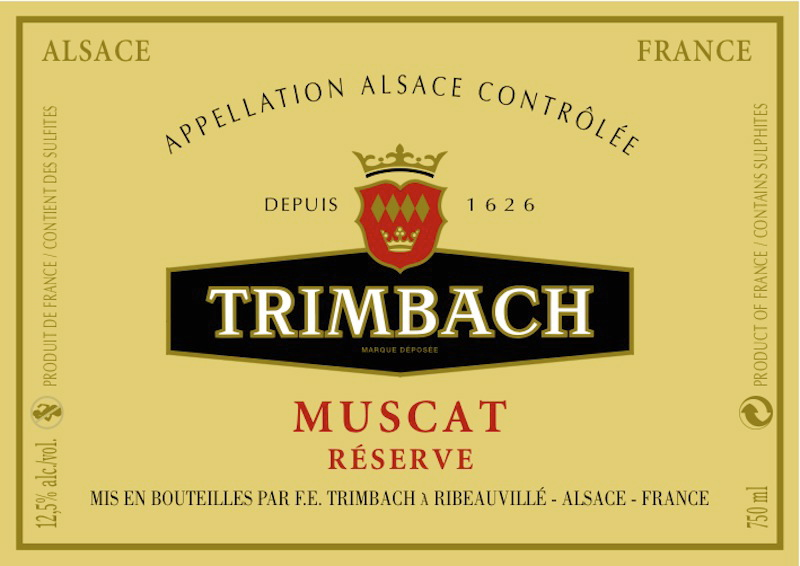 ALSACE
FRANCE
APPELLATION ALSACE CONTRÔLÉE
DEPUIS 1626
TRIMBACH
MARQUE DÉPOSÉE
MUSCAT
RÉSERVE
MIS EN BOUTEILLES PAR F.E. TRIMBACH À RIBEAUVILLÉ - ALSACE - FRANCE
PRODUIT DE FRANCE / CONTIENT DES SULFITES
12,5% alc./vol.
PRODUCT OF FRANCE / CONTAINS SULPHITES
750 ml